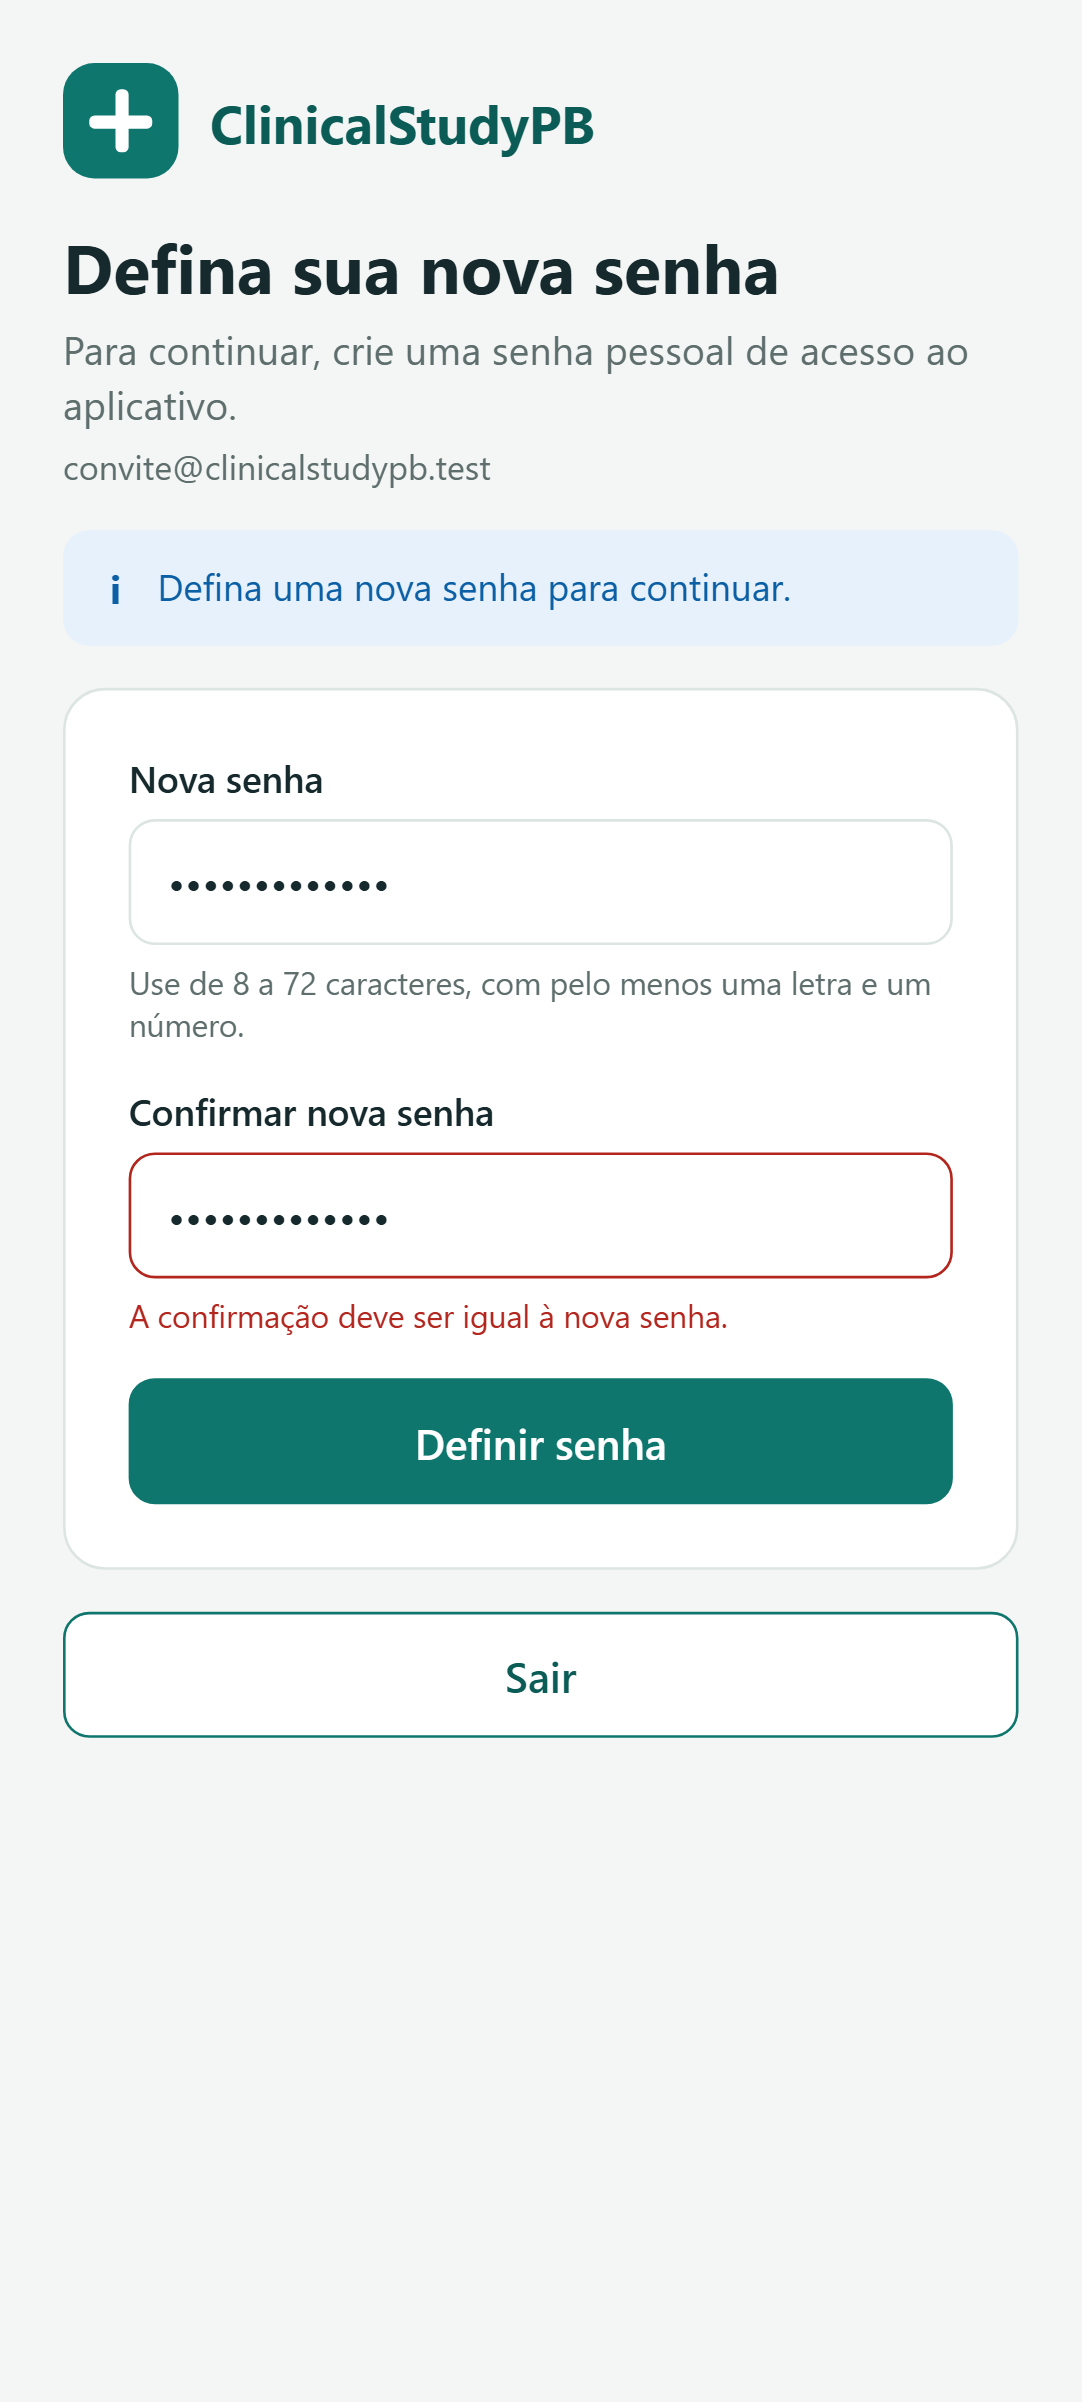 ClinicalStudyPB
Defina sua nova senha
Para continuar, crie uma senha pessoal de acesso ao
aplicativo.
convite@clinicalstudypb.test
i Defina uma nova senha para continuar.
Nova senha
•••••••••••••
Use de 8 a 72 caracteres, com pelo menos uma letra e um
número.
Confirmar nova senha
•••••••••••••
A confirmação deve ser igual à nova senha.
Definir senha
Sair